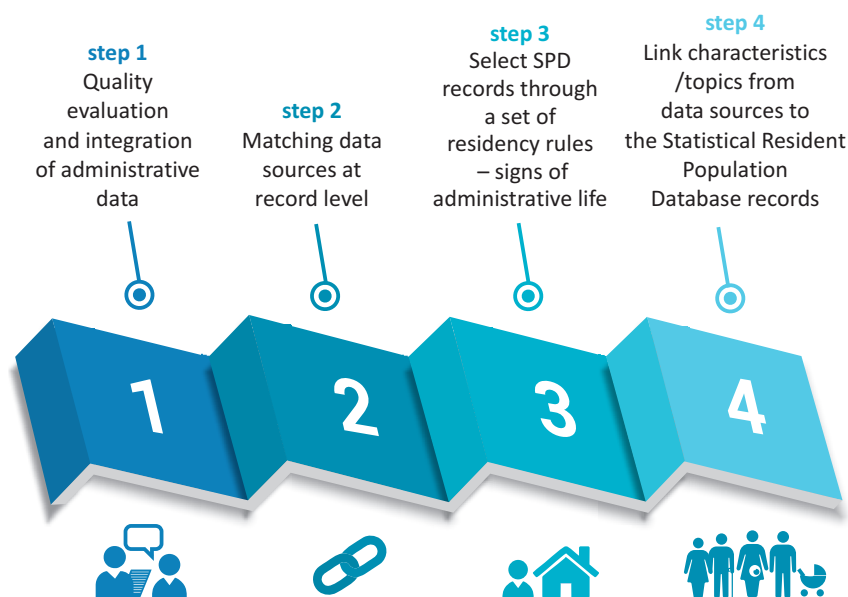 step 1
Quality
evaluation
and integration
of administrative
data
step 2
Matching data
sources at
record level
step 3
Select SPD
records through
a set of
residency rules
– signs of
administrative life
step 4
Link characteristics
/topics from
data sources to
the Statistical Resident
Population
Database records
1
2
3
4